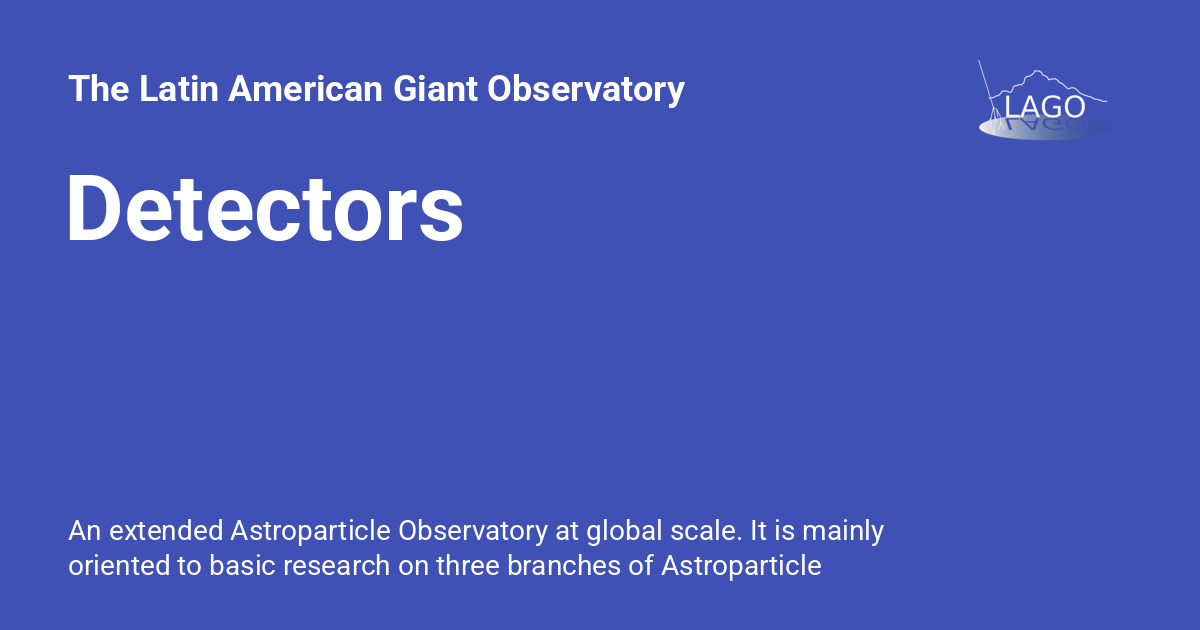 The Latin American Giant Observatory
LAGO
LAGO
Detectors
An extended Astroparticle Observatory at global scale. It is mainly
oriented to basic research on three branches of Astroparticle